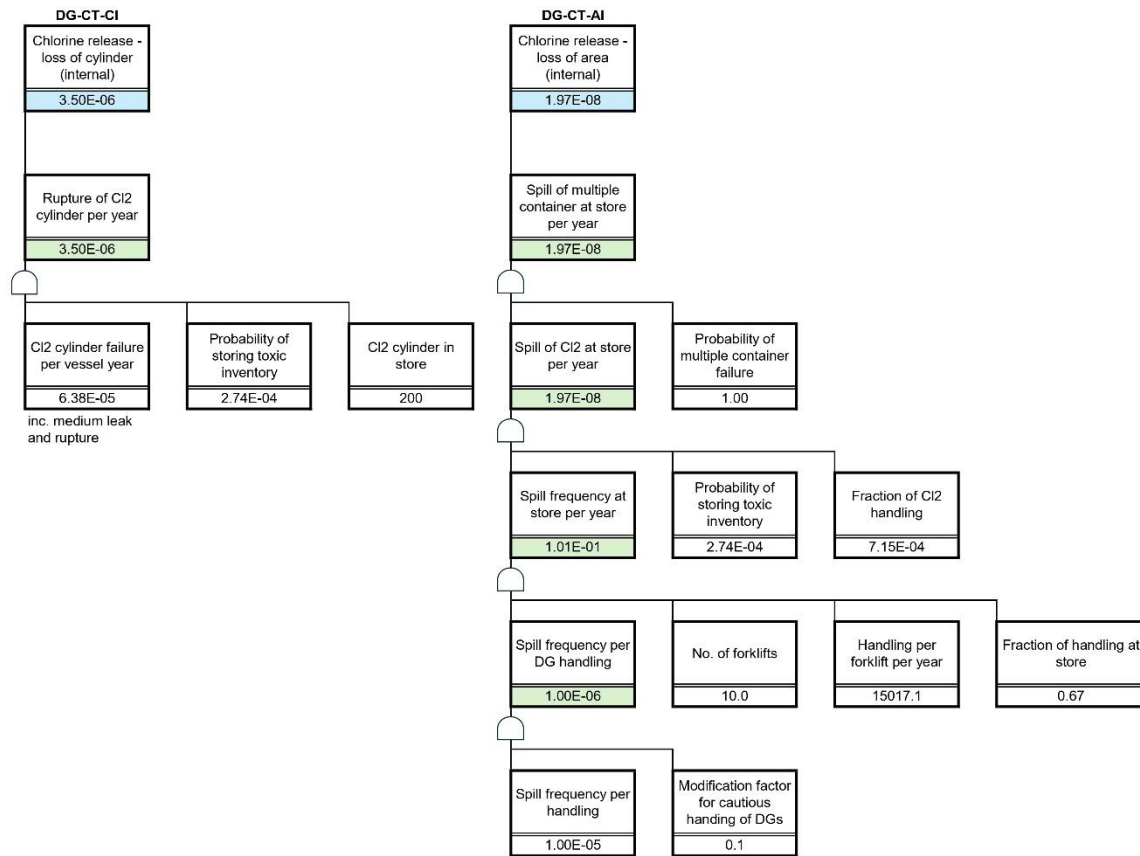 DG-CT-CI
Chlorine release -
loss of cylinder
(internal)
3.50E-06
Rupture of Cl2
cylinder per year
3.50E-06
Cl2 cylinder failure
per vessel year
6.38E-05
inc. medium leak
and rupture
Probability of
storing toxic
inventory
2.74E-04
Cl2 cylinder in
store
200
DG-CT-AI
Chlorine release -
loss of area
(internal)
1.97E-08
Spill of multiple
container at store
per year
1.97E-08
Spill of Cl2 at store
per year
1.97E-08
Probability of
multiple container
failure
1.00
Spill frequency at
store per year
1.01E-01
Probability of
storing toxic
inventory
2.74E-04
Fraction of Cl2
handling
7.15E-04
Spill frequency per
DG handling
1.00E-06
No. of forklifts
10.0
Handling per
forklift per year
15017.1
Fraction of handling at
store
0.67
Spill frequency per
handling
1.00E-05
Modification factor
for cautious
handing of DGs
0.1